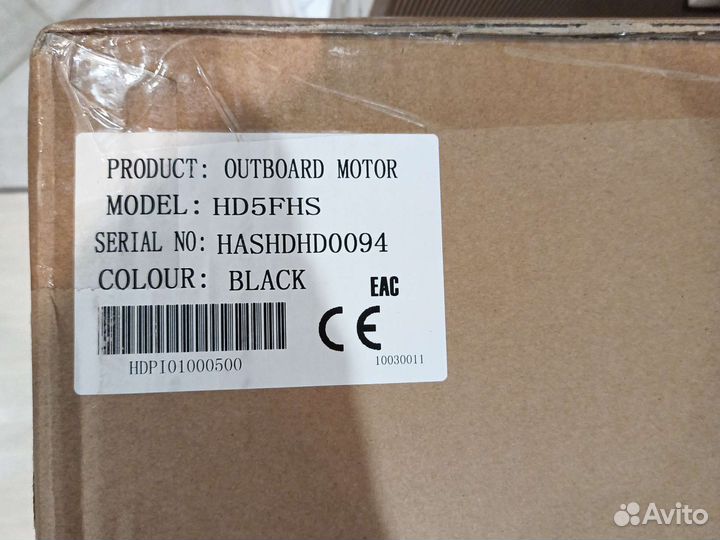 PRODUCT: OUTBOARD MOTOR
MODEL: HD5FHS
SERIAL NO: HASHDHD0094
COLOUR: BLACK
EAC
CE
HDPI01000500
10030011
Avito